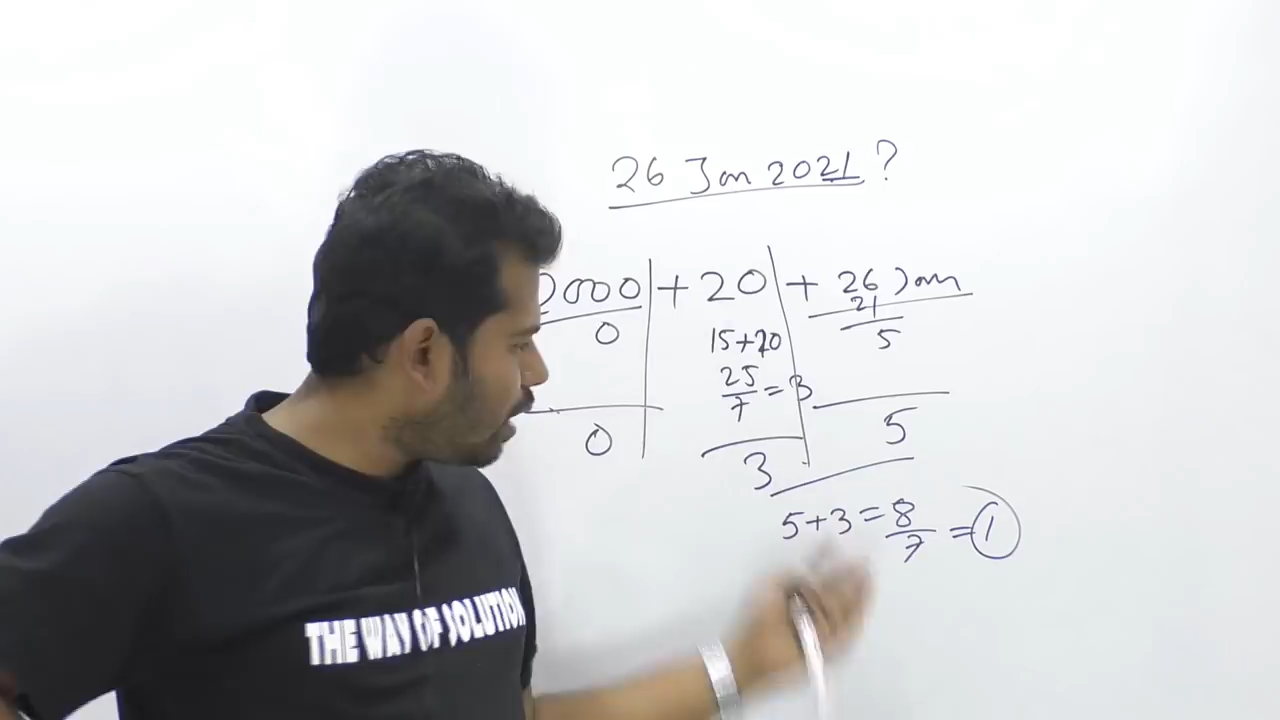 26 Jan 2021 ?
000 + 20 + 26 Jan
21
0 15+20 5
25/7 = 3
0 3 5
5+3 = 8/7 = 1
THE WAY OF SOLUTION